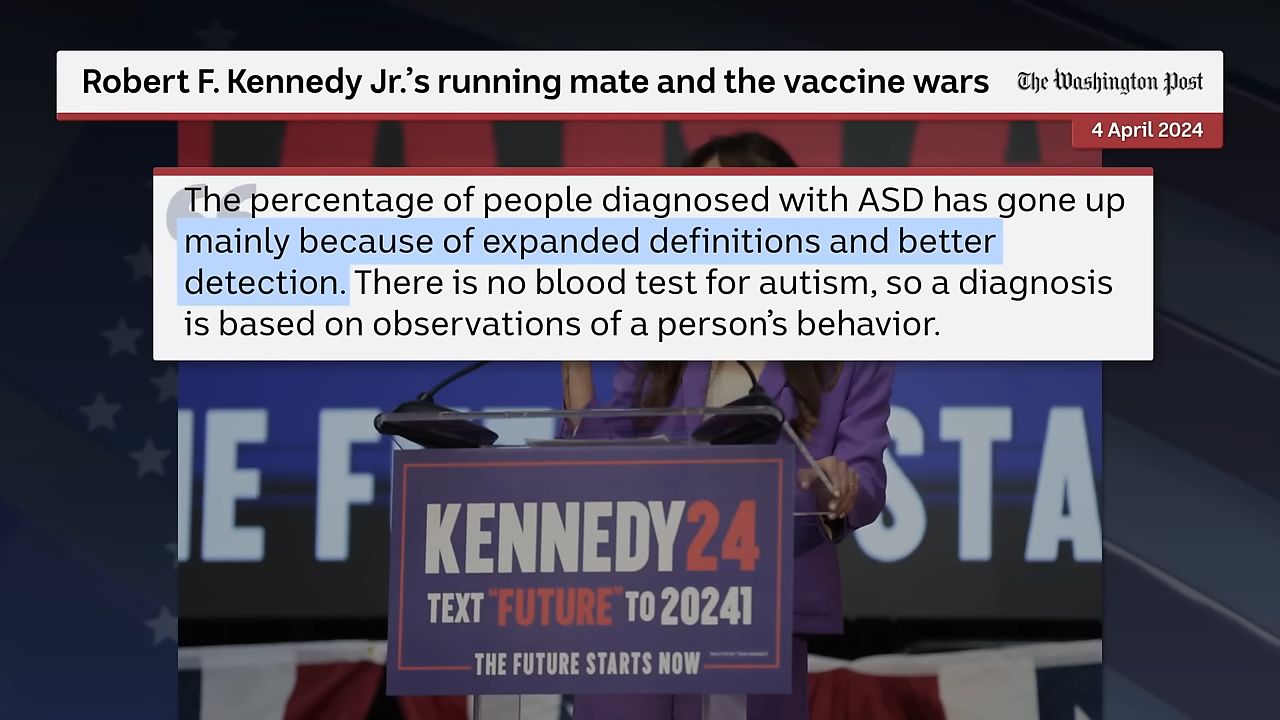 Robert F. Kennedy Jr.’s running mate and the vaccine wars
The Washington Post
4 April 2024
“
The percentage of people diagnosed with ASD has gone up
mainly because of expanded definitions and better
detection. There is no blood test for autism, so a diagnosis
is based on observations of a person’s behavior.
E F
STA
KENNEDY24
TEXT "FUTURE" TO 20241
THE FUTURE STARTS NOW